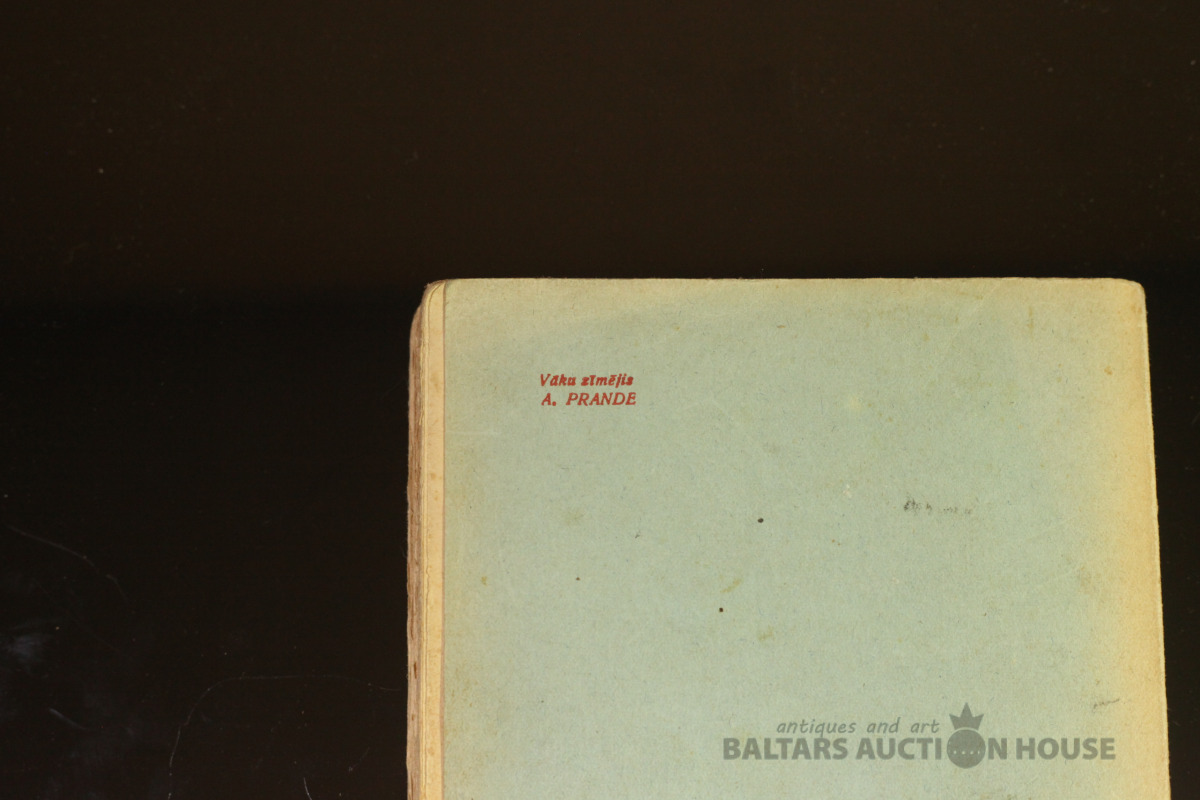 Vāku zīmējis
A. PRANDE
antiques and art
BALTARS AUCTION HOUSE